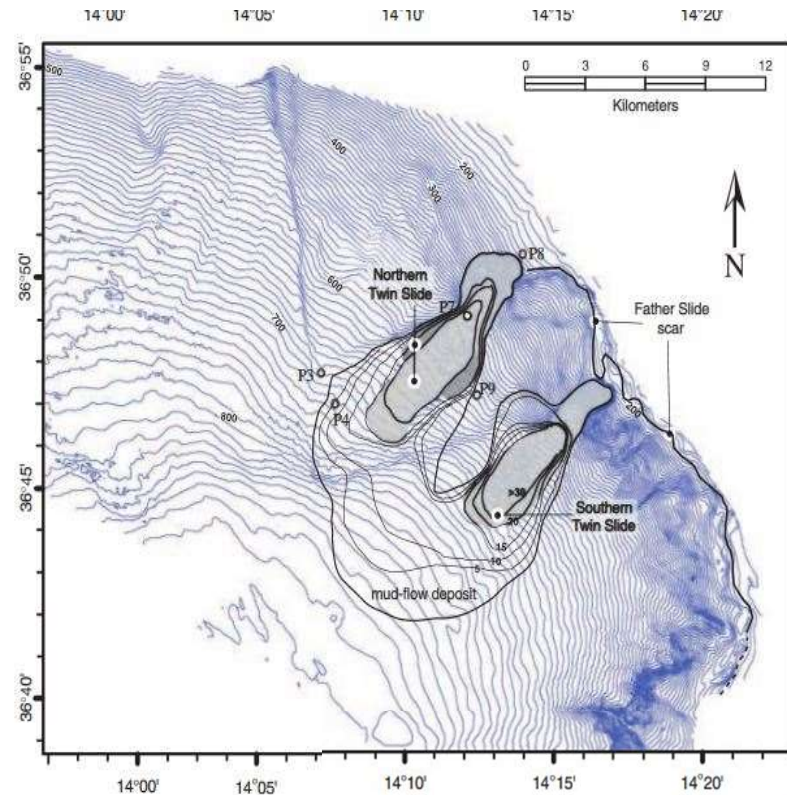 14°00' 14°05' 14°10' 14°15' 14°20'
36°55'
500
0 3 6 9 12
Kilometers
400
200
300
N
36°50'
P8
Northern
Twin Slide
600
P7
Father Slide
scar
700
P3
P9
P4
200
800
36°45'
>30
20
Southern
Twin Slide
15
10
5
mud-flow deposit
36°40'
14°00' 14°05' 14°10' 14°15' 14°20'